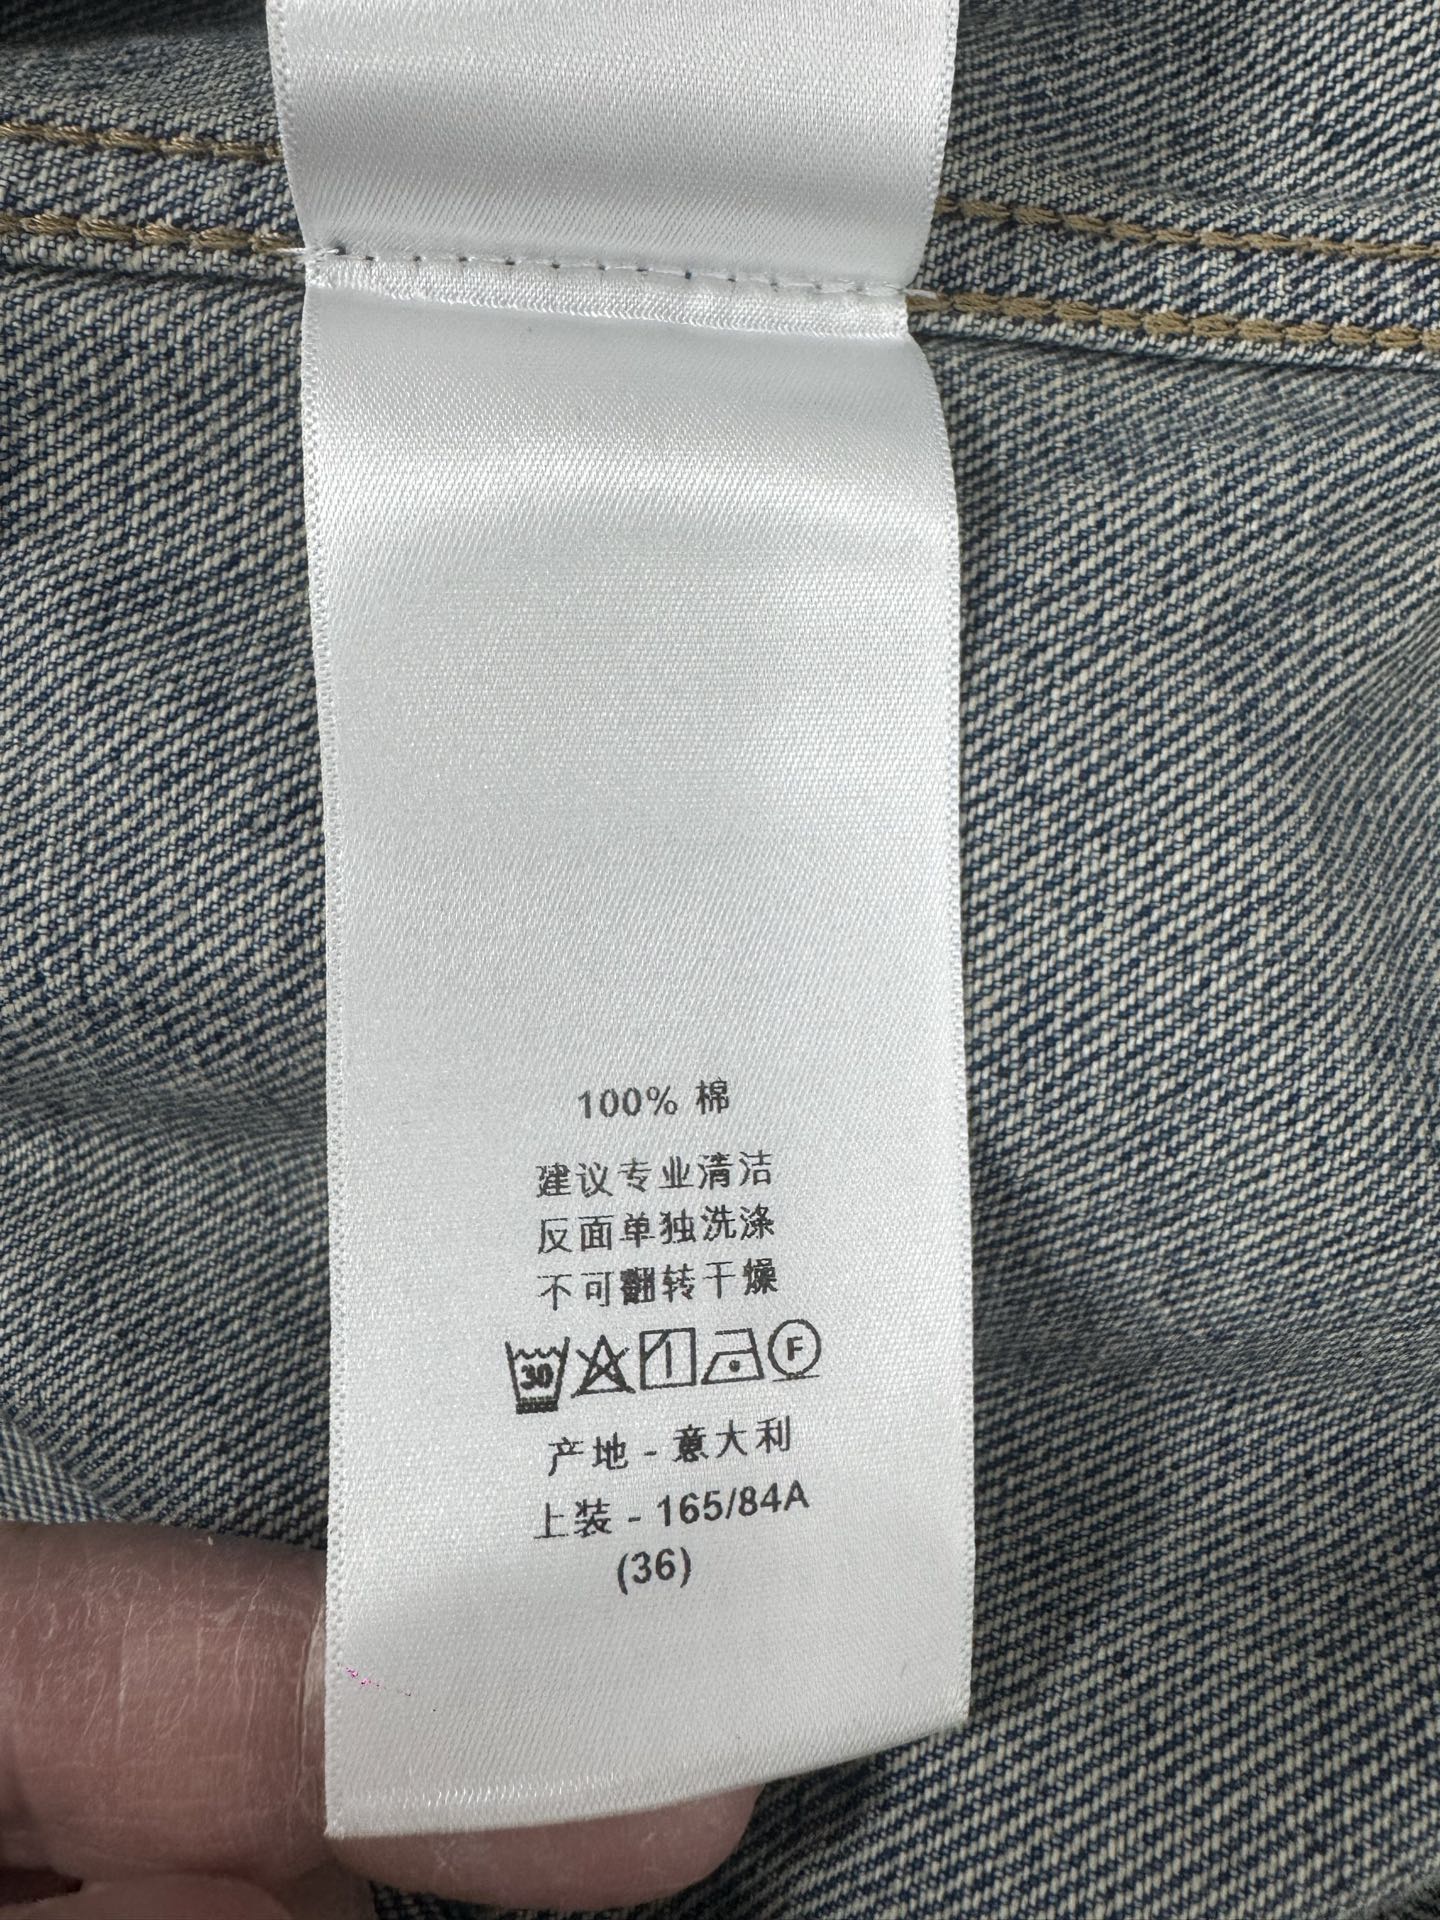 100% 棉
建议专业清洁
反面单独洗涤
不可翻转干燥
30 F
产地 - 意大利
上装 - 165/84A
(36)